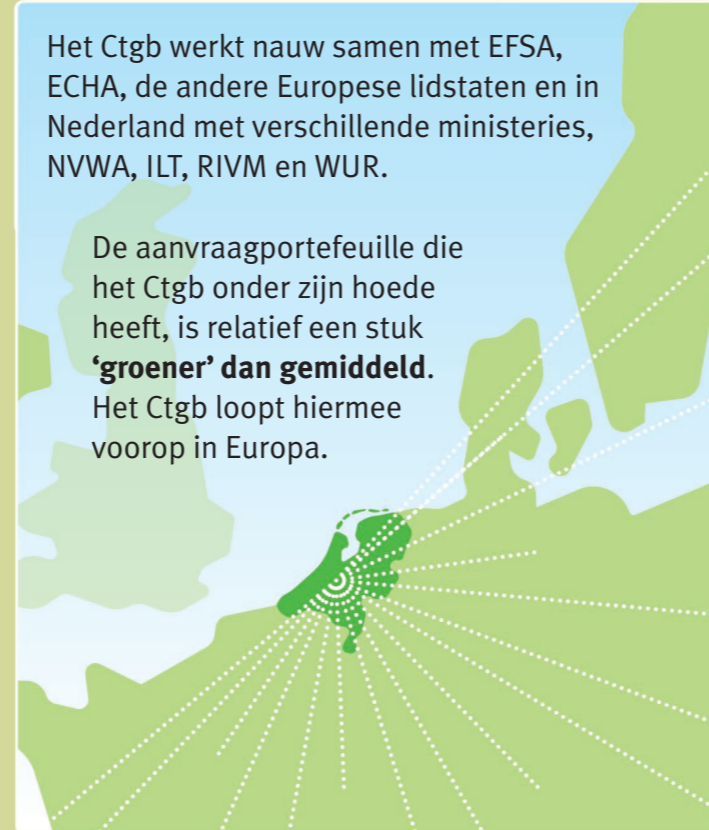 Het Ctgb werkt nauw samen met EFSA,
ECHA, de andere Europese lidstaten en in
Nederland met verschillende ministeries,
NVWA, ILT, RIVM en WUR.
De aanvraagportefeuille die
het Ctgb onder zijn hoede
heeft, is relatief een stuk
‘groener’ dan gemiddeld.
Het Ctgb loopt hiermee
voorop in Europa.